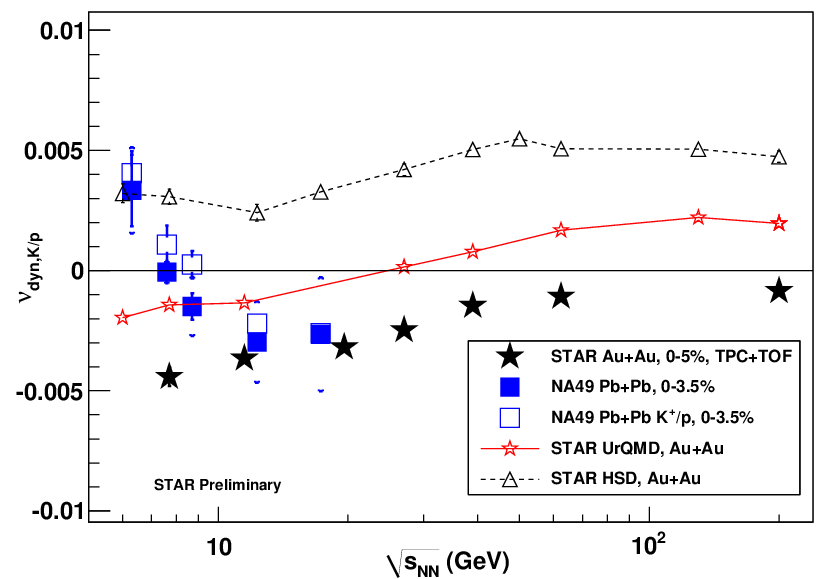 0.01
0.005
0
-0.005
-0.01
ν_dyn,K/p
STAR Au+Au, 0-5%, TPC+TOF
NA49 Pb+Pb, 0-3.5%
NA49 Pb+Pb K⁺/p, 0-3.5%
STAR UrQMD, Au+Au
STAR HSD, Au+Au
STAR Preliminary
10
10²
√s_NN (GeV)